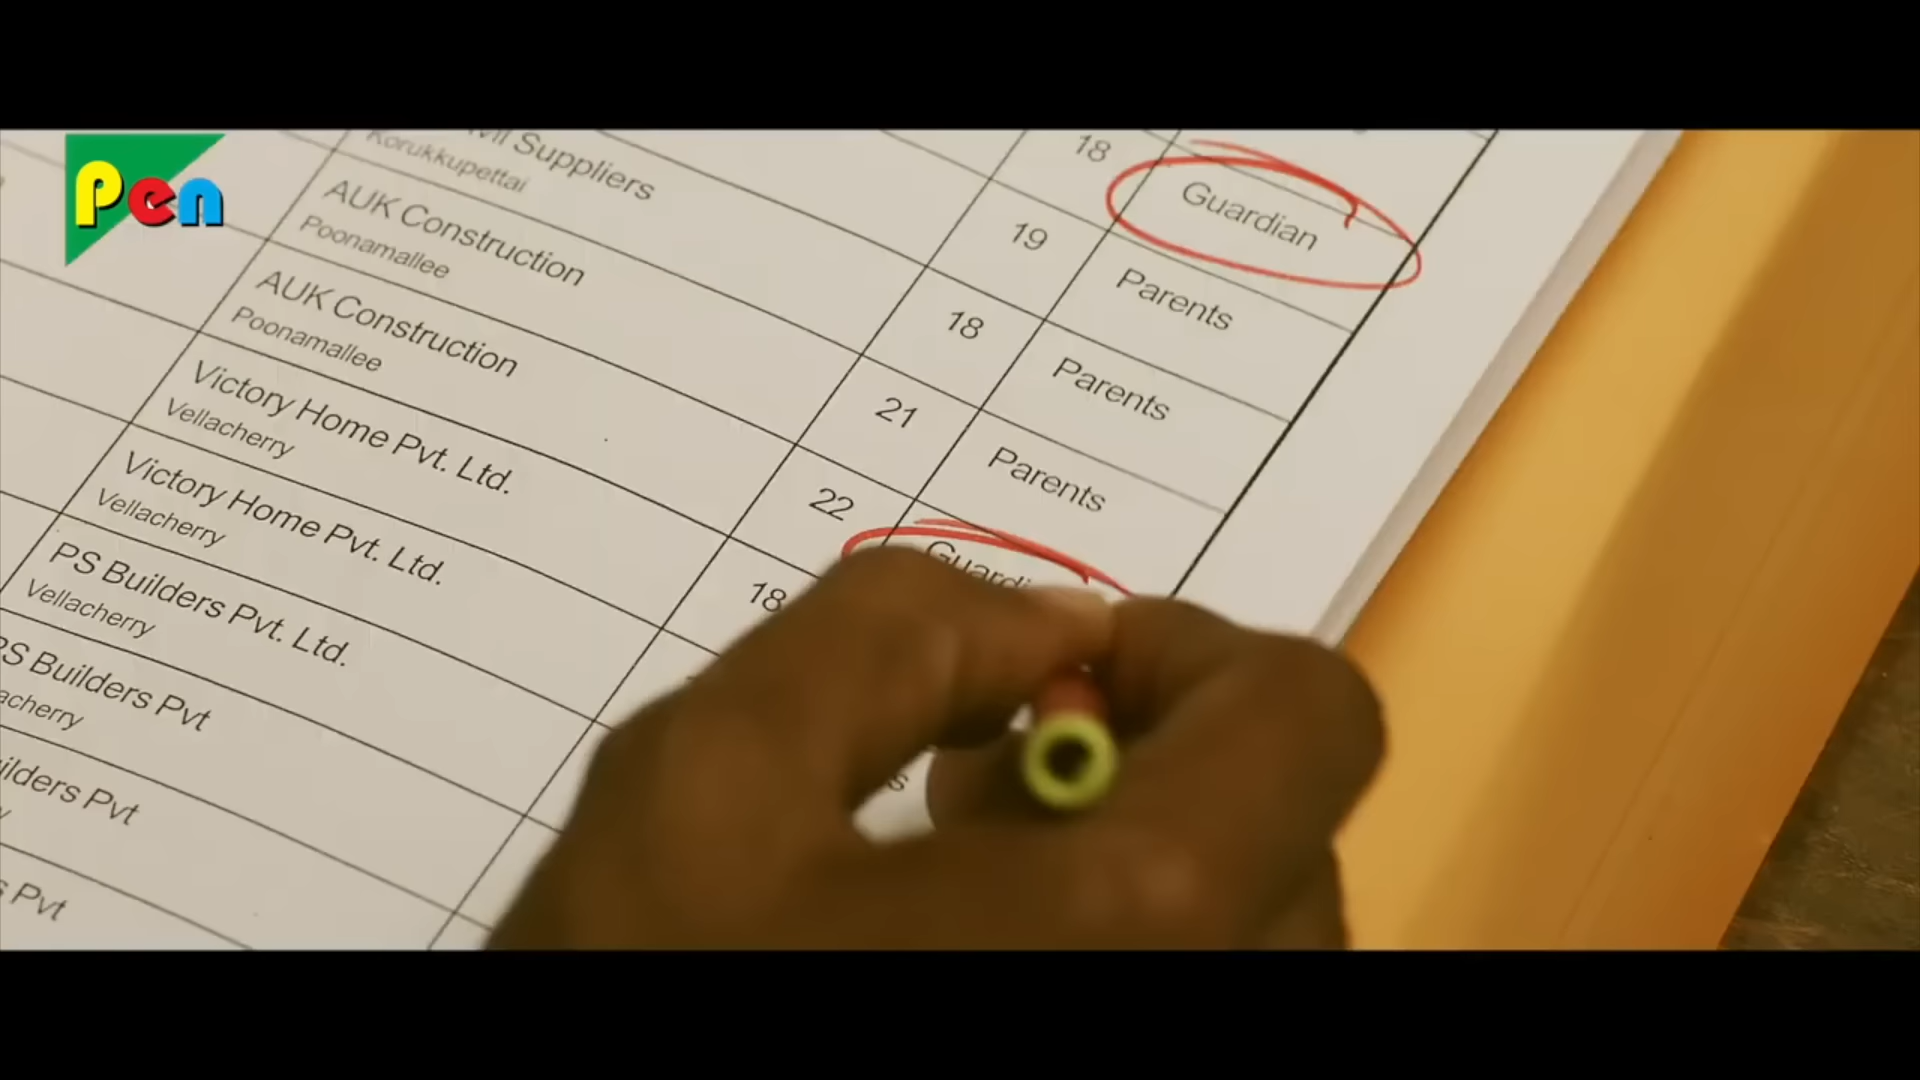 Pen
Suppliers
18
Guardian
Korukkupettai
AUK Construction
19
Parents
Poonamallee
AUK Construction
18
Parents
Poonamallee
Victory Home Pvt. Ltd.
21
Parents
Vellacherry
Victory Home Pvt. Ltd.
22
Vellacherry
PS Builders Pvt. Ltd.
18
Vellacherry
PS Builders Pvt
Pvt
Pvt